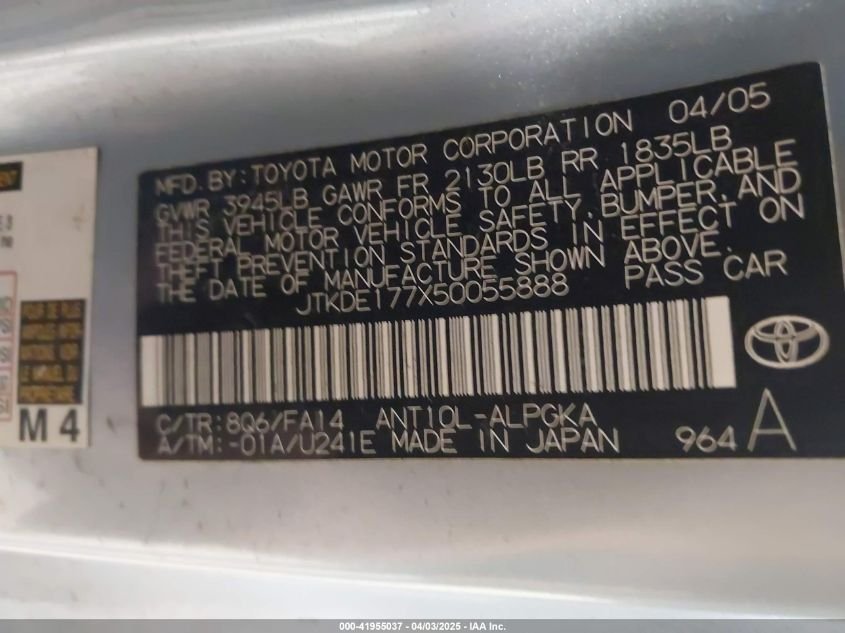 MFD. BY: TOYOTA MOTOR CORPORATION 04/05
GVWR 3945LB GAWR FR 2130LB RR 1835LB
THIS VEHICLE CONFORMS TO ALL APPLICABLE
FEDERAL MOTOR VEHICLE SAFETY, BUMPER, AND
THEFT PREVENTION STANDARDS IN EFFECT ON
THE DATE OF MANUFACTURE SHOWN ABOVE.
JTKDE177X50055888 PASS CAR
C/TR: 8Q6/FA14 ANT10L-ALPGKA
A/TM: -01A/U241E MADE IN JAPAN 964 A
M 4
000-41955037 - 04/03/2025 - IAA Inc.